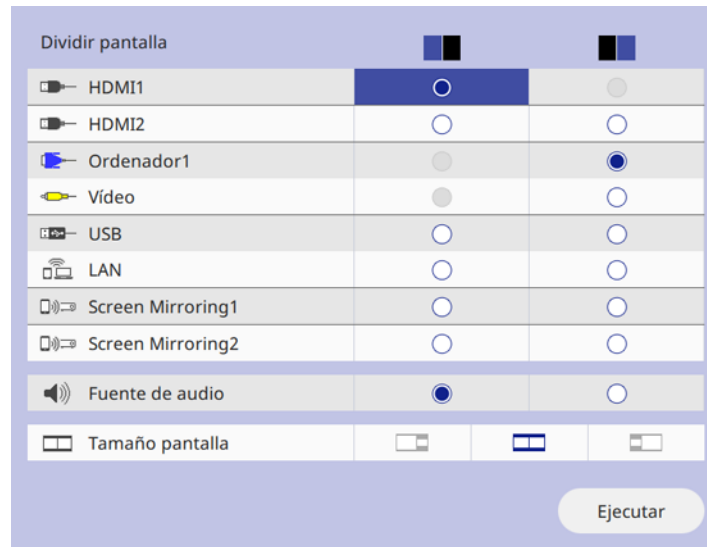 Dividir pantalla
HDMI1
HDMI2
Ordenador1
Vídeo
USB
LAN
Screen Mirroring1
Screen Mirroring2
Fuente de audio
Tamaño pantalla
Ejecutar